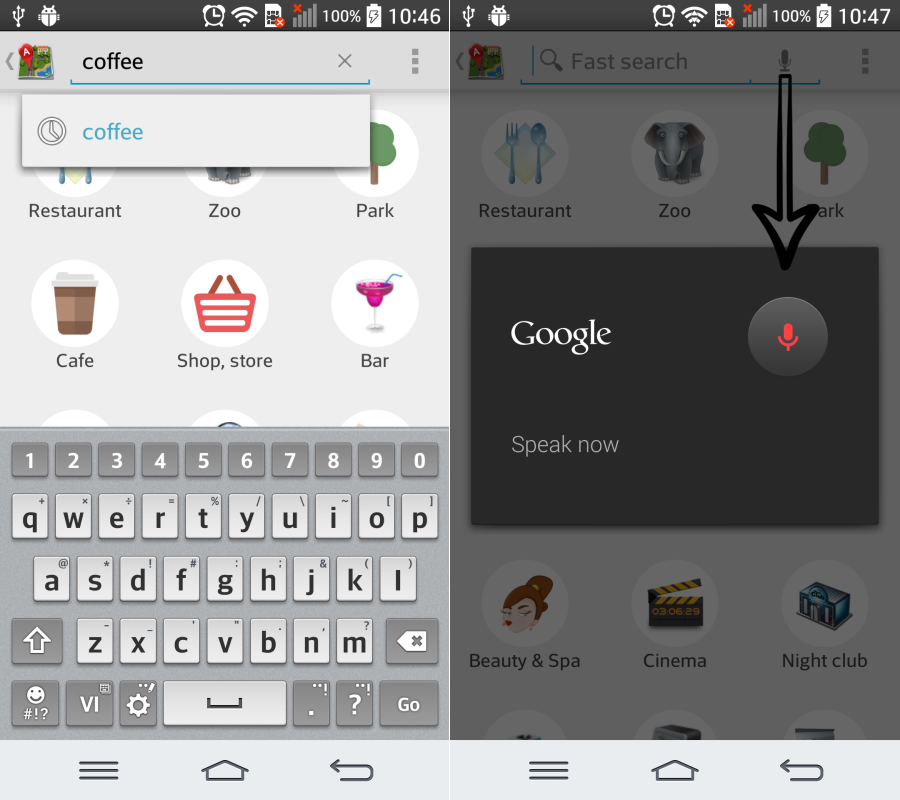 100% 10:46
coffee
coffee
Restaurant Zoo Park
Cafe Shop, store Bar
1 2 3 4 5 6 7 8 9 0
+ × ÷ = % / \ ~ [ ]
q w e r t y u i o p
@ * ! # : ; & ( )
a s d f g h j k l
- _ ' " . , ?
z x c v b n m
#!? VI . ? Go
100% 10:47
A Fast search
Restaurant Zoo Park
Google
Speak now
03:06:29
Beauty & Spa Cinema Night club